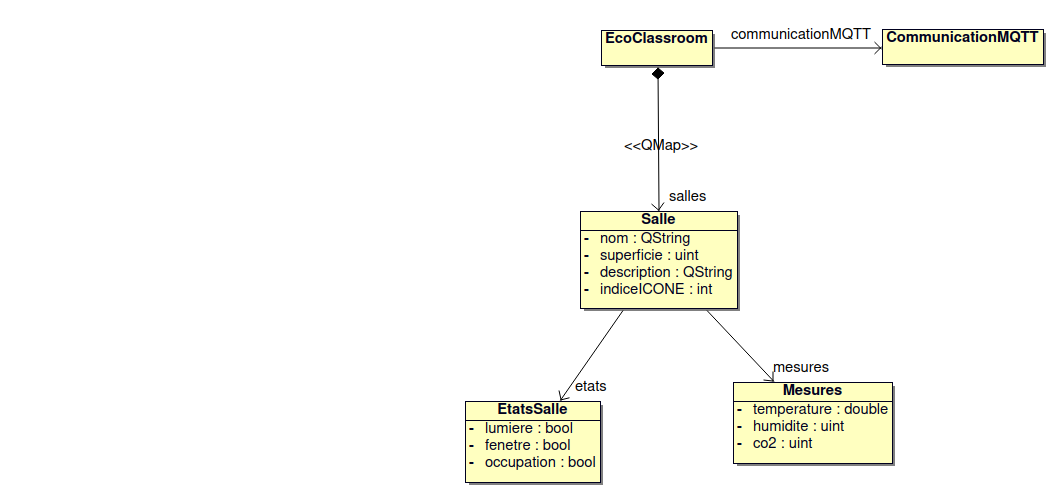 EcoClassroom
communicationMQTT
CommunicationMQTT
<<QMap>>
salles
Salle
- nom : QString
- superficie : uint
- description : QString
- indiceICONE : int
etats
mesures
EtatsSalle
- lumiere : bool
- fenetre : bool
- occupation : bool
Mesures
- temperature : double
- humidite : uint
- co2 : uint